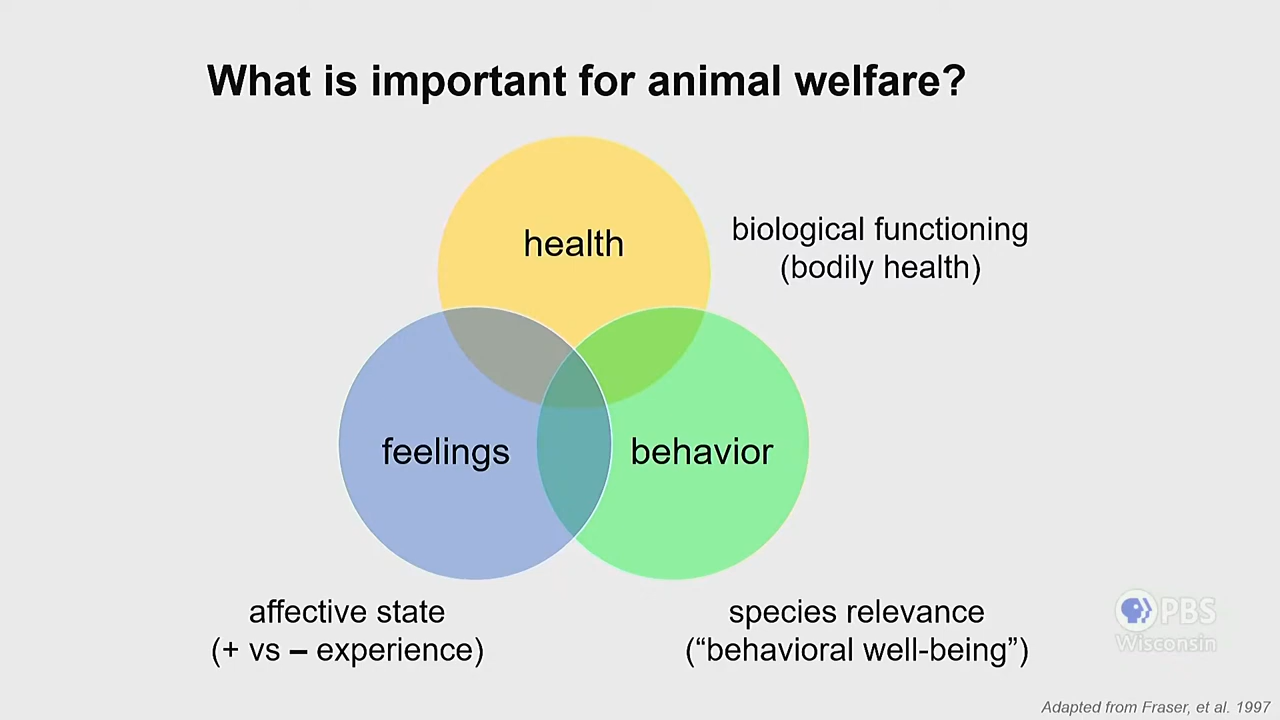 What is important for animal welfare?
health
biological functioning
(bodily health)
feelings
behavior
affective state
(+ vs – experience)
species relevance
(“behavioral well-being”)
PBS
Wisconsin
Adapted from Fraser, et al. 1997